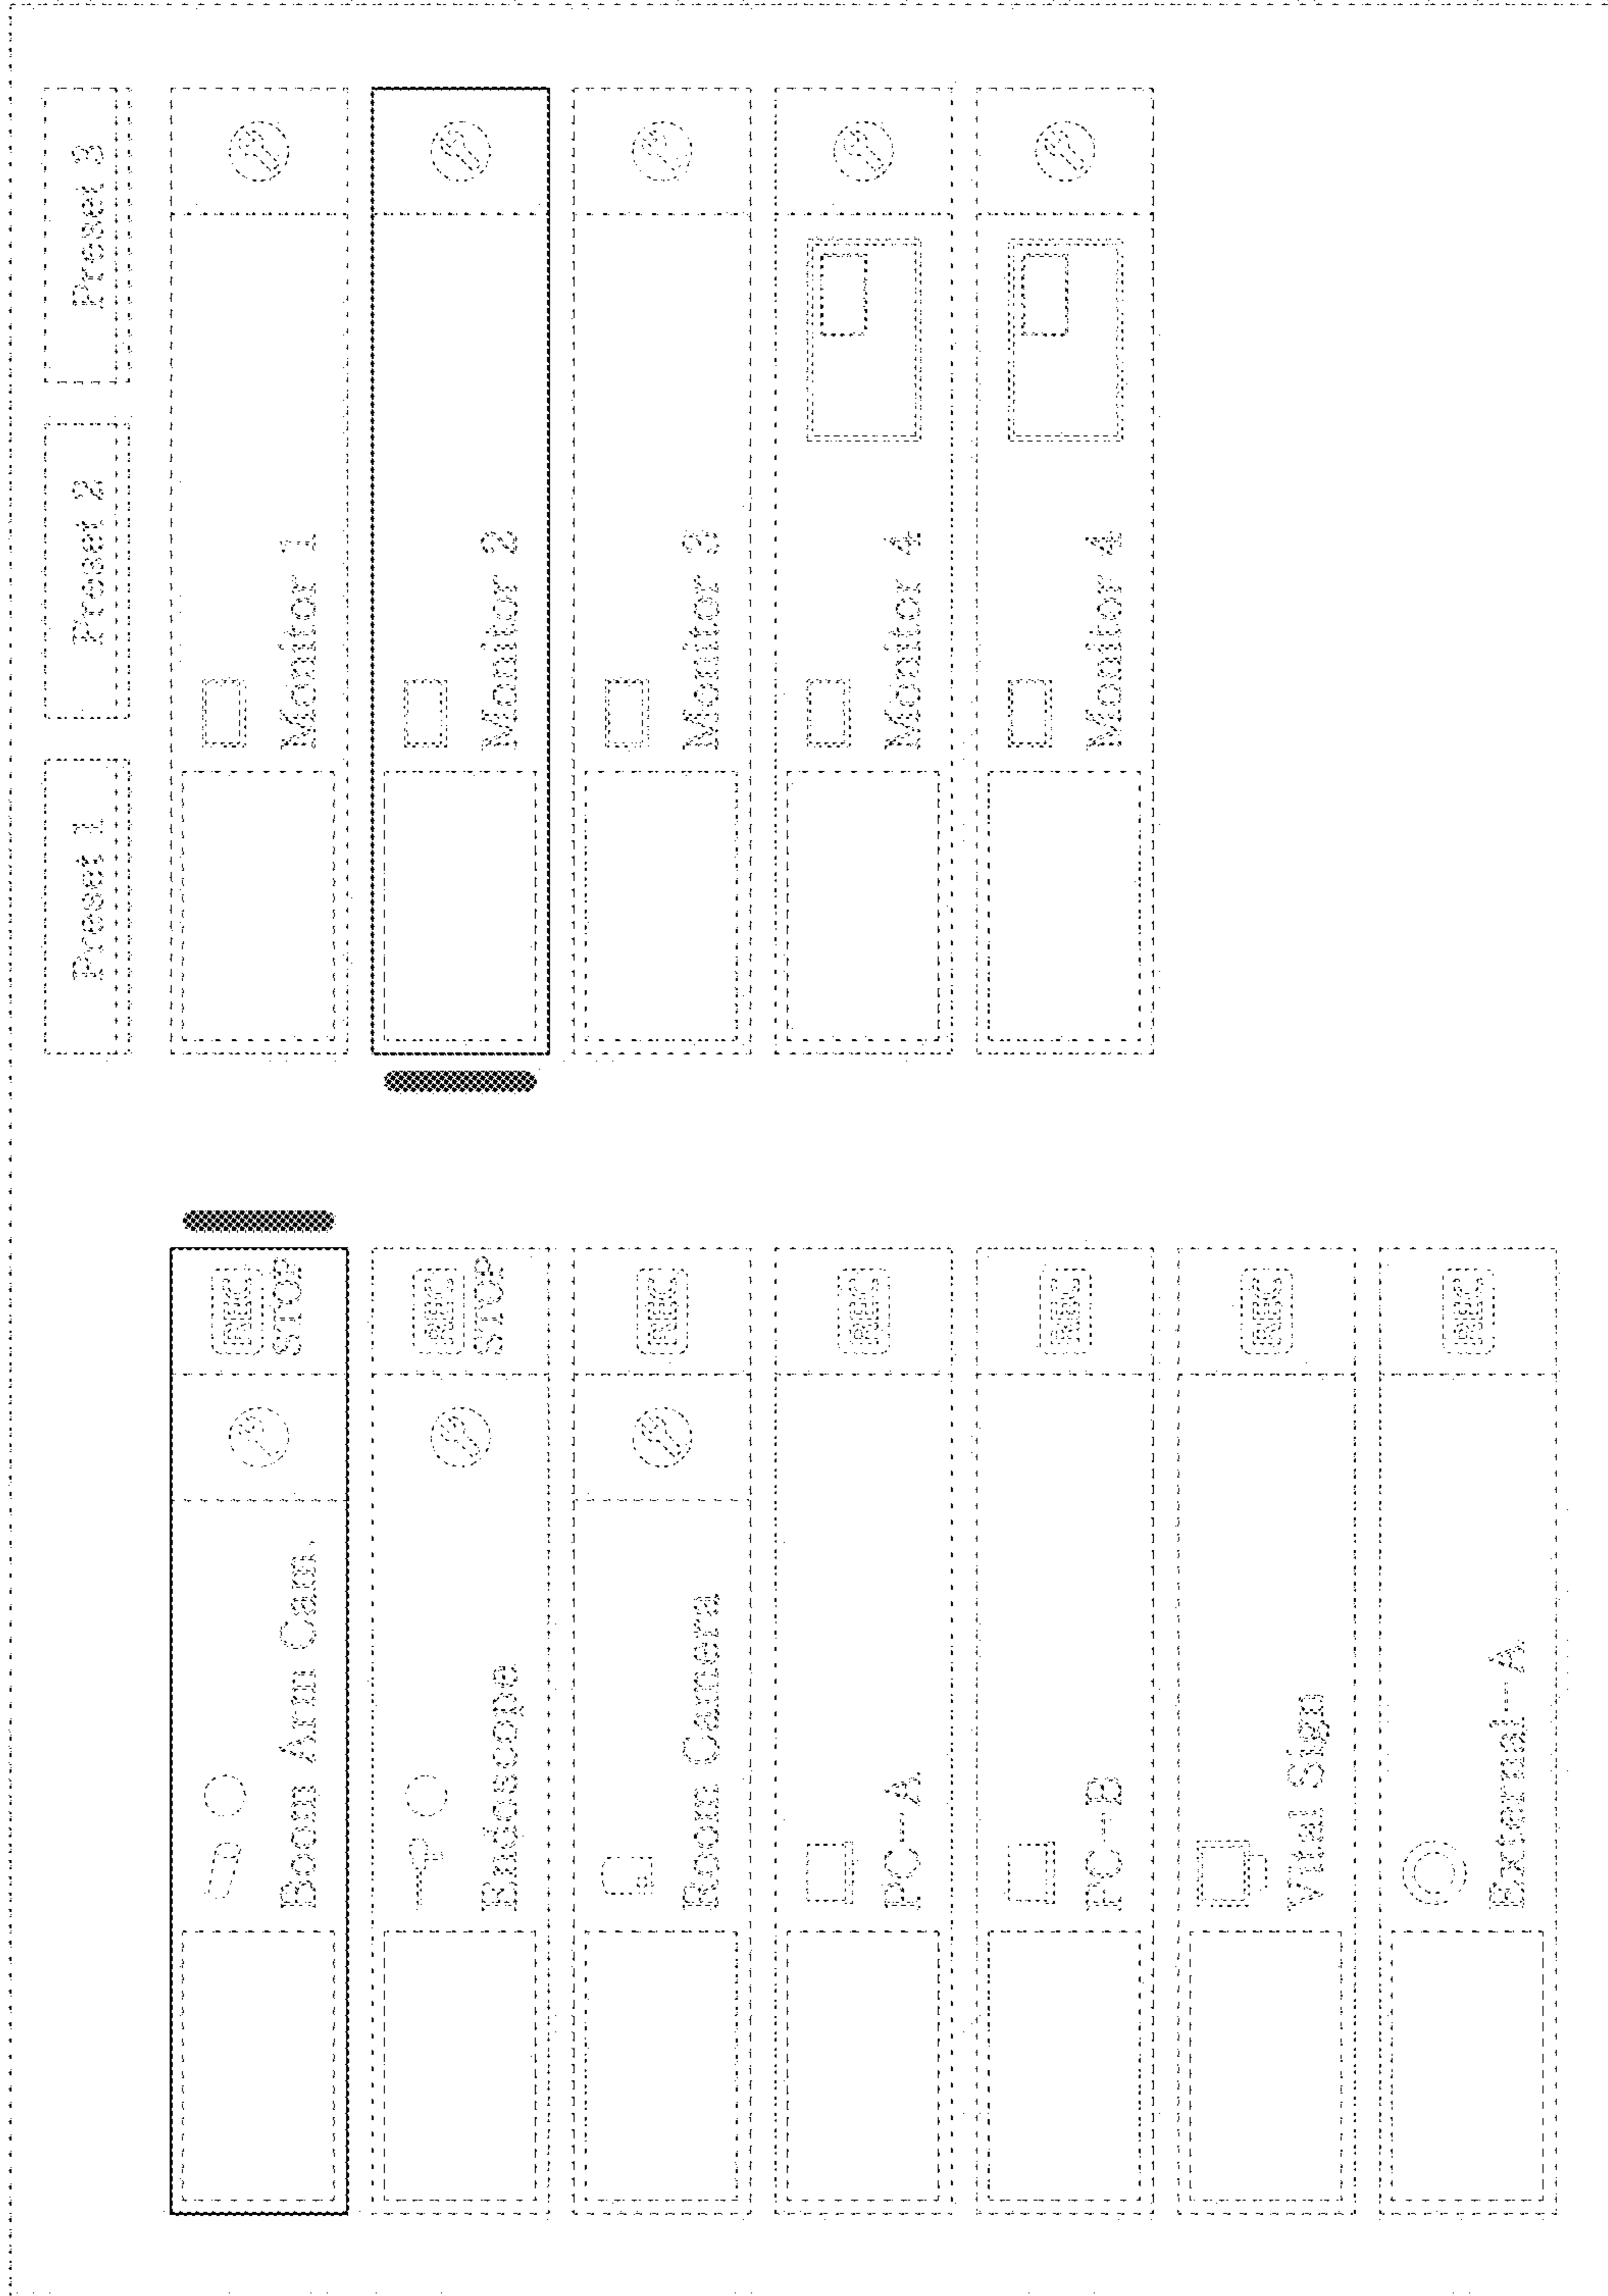 Preset 1
Preset 2
Preset 3
REC
STOP
Boom Arm Cam.
REC
STOP
Endoscope
REC
Room Camera
REC
PC-A
REC
PC-B
REC
Vital Sign
REC
External-A
Monitor 1
Monitor 2
Monitor 3
Monitor 4
Monitor 4